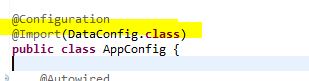 @Configuration
@Import(DataConfig.class)
public class AppConfig {
@Autowired